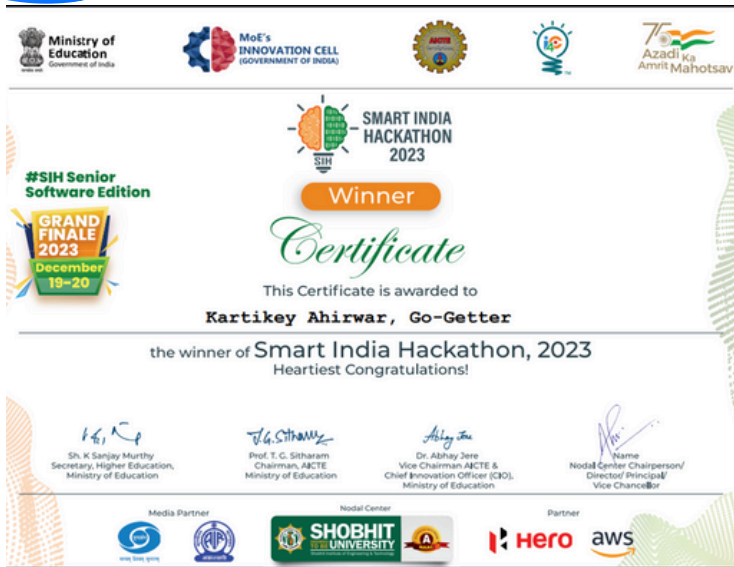 Ministry of
Education
Government of India
MoE's
INNOVATION CELL
(GOVERNMENT OF INDIA)
AICTE
Azadi Ka
Amrit Mahotsav
SIH
SMART INDIA
HACKATHON
2023
#SIH Senior
Software Edition
GRAND
FINALE
2023
December
19-20
Winner
Certificate
This Certificate is awarded to
Kartikey Ahirwar, Go-Getter
the winner of Smart India Hackathon, 2023
Heartiest Congratulations!
Sh. K Sanjay Murthy
Secretary, Higher Education,
Ministry of Education
Prof. T. G. Sitharam
Chairman, AICTE
Ministry of Education
Dr. Abhay Jere
Vice Chairman AICTE &
Chief Innovation Officer (CIO),
Ministry of Education
Name
Nodal Center Chairperson/
Director/ Principal/
Vice Chancellor
Media Partner
Nodal Center
SHOBHIT
UNIVERSITY
Partner
Hero
aws